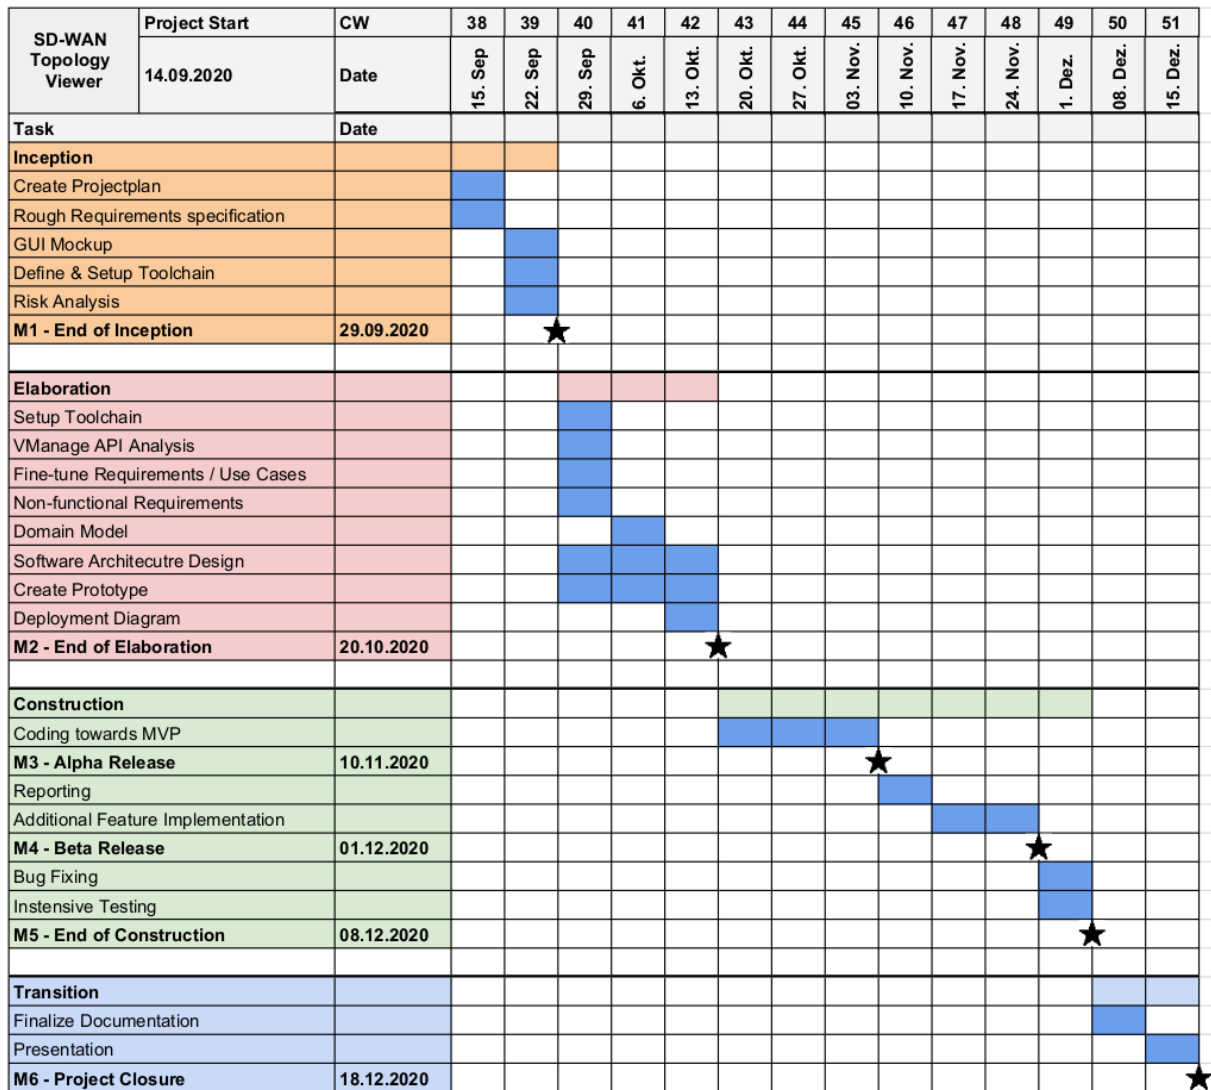 SD-WAN
Topology
Viewer
Project Start
CW
38
39
40
41
42
43
44
45
46
47
48
49
50
51
14.09.2020
Date
15. Sep
22. Sep
29. Sep
6. Okt.
13. Okt.
20. Okt.
27. Okt.
03. Nov.
10. Nov.
17. Nov.
24. Nov.
1. Dez.
08. Dez.
15. Dez.
Task
Date
Inception
Create Projectplan
Rough Requirements specification
GUI Mockup
Define & Setup Toolchain
Risk Analysis
M1 - End of Inception
29.09.2020
Elaboration
Setup Toolchain
VManage API Analysis
Fine-tune Requirements / Use Cases
Non-functional Requirements
Domain Model
Software Architecutre Design
Create Prototype
Deployment Diagram
M2 - End of Elaboration
20.10.2020
Construction
Coding towards MVP
M3 - Alpha Release
10.11.2020
Reporting
Additional Feature Implementation
M4 - Beta Release
01.12.2020
Bug Fixing
Instensive Testing
M5 - End of Construction
08.12.2020
Transition
Finalize Documentation
Presentation
M6 - Project Closure
18.12.2020